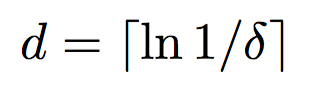 d = ⌈ln 1/δ⌉